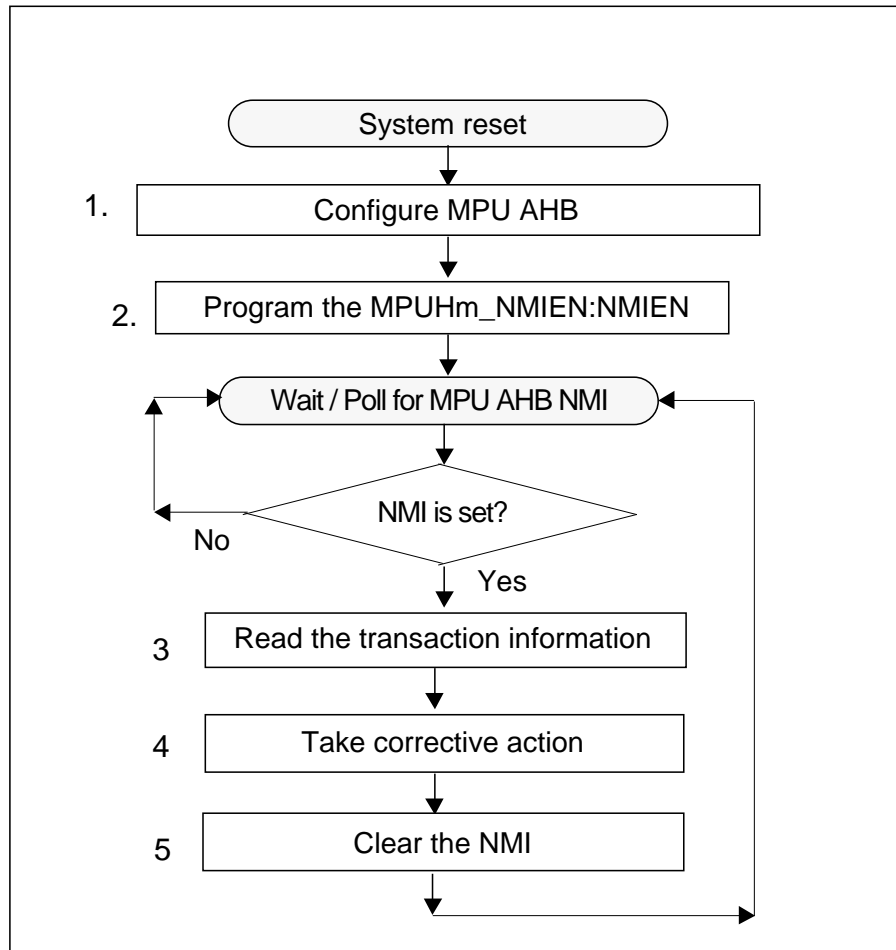 System reset
1.
Configure MPU AHB
2.
Program the MPUHm_NMIEN:NMIEN
Wait / Poll for MPU AHB NMI
NMI is set?
No
Yes
3
Read the transaction information
4
Take corrective action
5
Clear the NMI